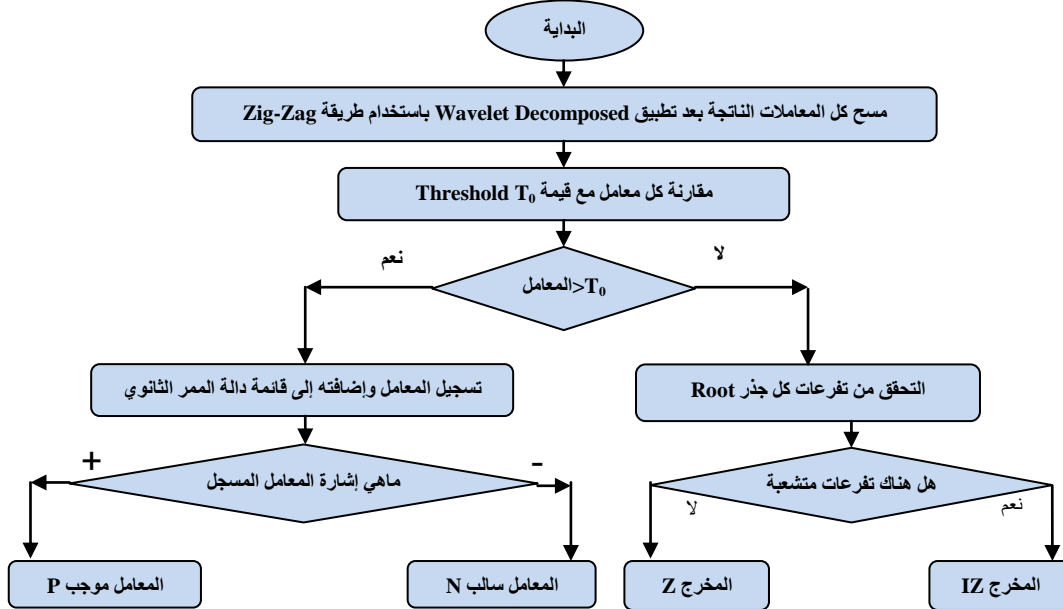 البداية
مسح كل المعاملات الناتجة بعد تطبيق Wavelet Decomposed باستخدام طريقة Zig-Zag
مقارنة كل معامل مع قيمة Threshold T₀
نعم
لا
المعامل>T₀
تسجيل المعامل وإضافته إلى قائمة دالة الممر الثانوي
التحقق من تفرعات كل جذر Root
+
ماهي إشارة المعامل المسجل
-
هل هناك تفرعات متشعبة
لا
نعم
المعامل موجب P
المعامل سالب N
المخرج Z
المخرج IZ